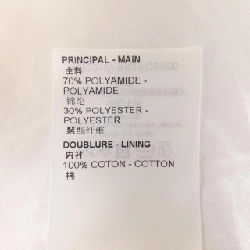 PRINCIPAL - MAIN
主料
70% POLYAMIDE -
POLYAMIDE
锦纶
30% POLYESTER -
POLYESTER
聚酯纤维
DOUBLURE - LINING
内衬
100% COTON - COTTON
棉